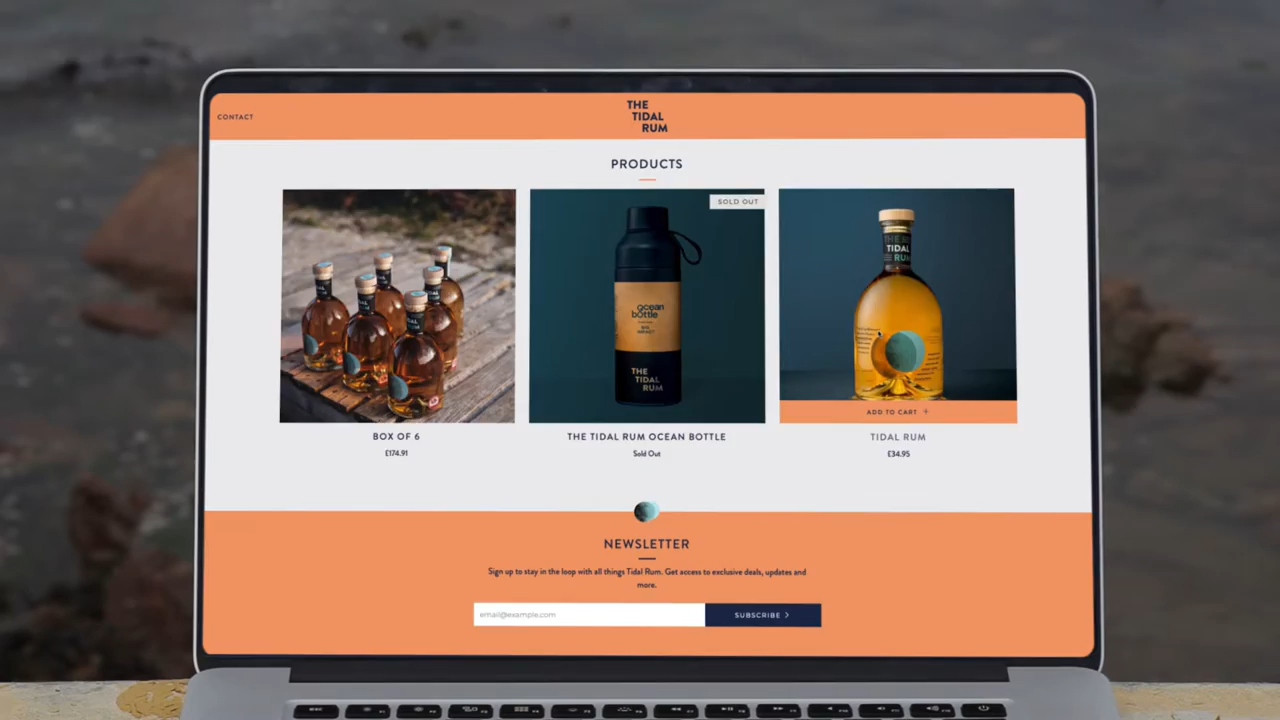 CONTACT
THE
TIDAL
RUM
PRODUCTS
SOLD OUT
ocean
bottle
THE
TIDAL
RUM
THE
TIDAL
RUM
ADD TO CART +
BOX OF 6
£174.91
THE TIDAL RUM OCEAN BOTTLE
Sold Out
TIDAL RUM
£34.95
NEWSLETTER
Sign up to stay in the loop with all things Tidal Rum. Get access to exclusive deals, updates and
more.
email@example.com
SUBSCRIBE >